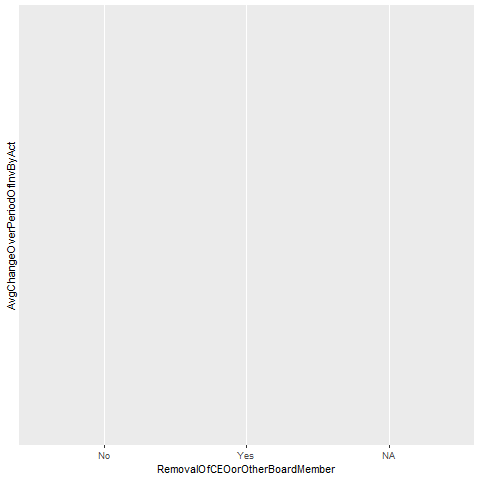 AvgChangeOverPeriodOfInvByAct
No Yes NA
RemovalOfCEOorOtherBoardMember